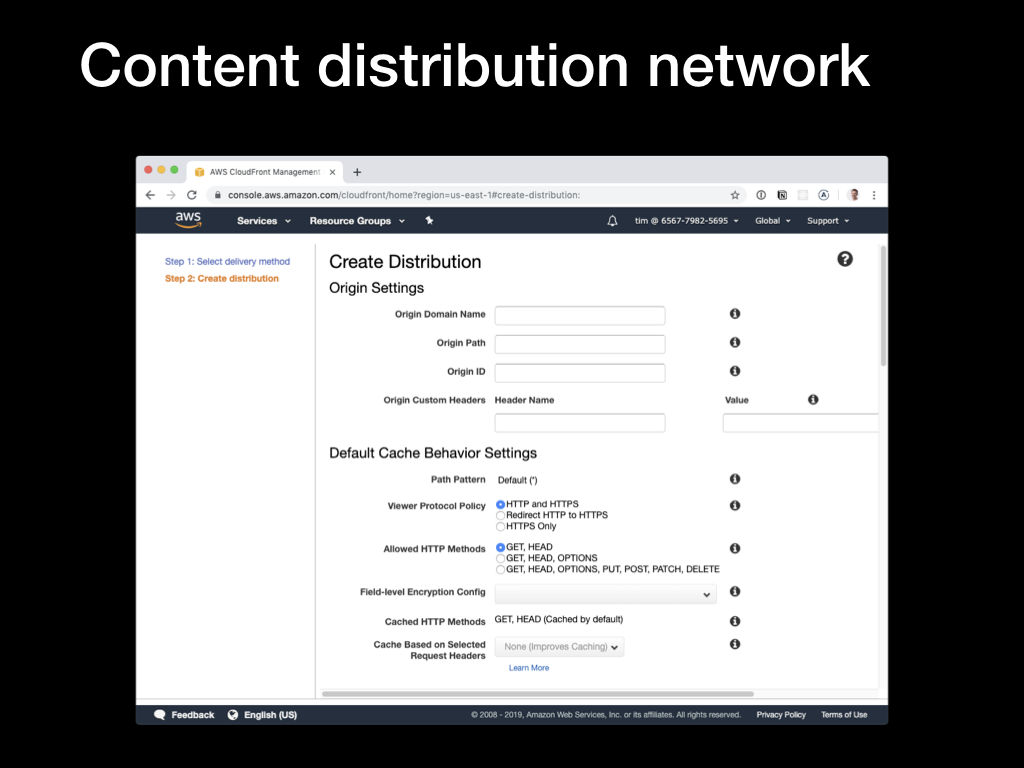 Content distribution network
AWS CloudFront Management
console.aws.amazon.com/cloudfront/home?region=us-east-1#create-distribution:
aws Services Resource Groups tim @ 6567-7982-5695 Global Support
Step 1: Select delivery method
Step 2: Create distribution
Create Distribution
Origin Settings
Origin Domain Name
Origin Path
Origin ID
Origin Custom Headers Header Name Value
Default Cache Behavior Settings
Path Pattern Default (*)
Viewer Protocol Policy HTTP and HTTPS
Redirect HTTP to HTTPS
HTTPS Only
Allowed HTTP Methods GET, HEAD
GET, HEAD, OPTIONS
GET, HEAD, OPTIONS, PUT, POST, PATCH, DELETE
Field-level Encryption Config
Cached HTTP Methods GET, HEAD (Cached by default)
Cache Based on Selected None (Improves Caching)
Request Headers
Learn More
Feedback English (US) © 2008 - 2019, Amazon Web Services, Inc. or its affiliates. All rights reserved. Privacy Policy Terms of Use